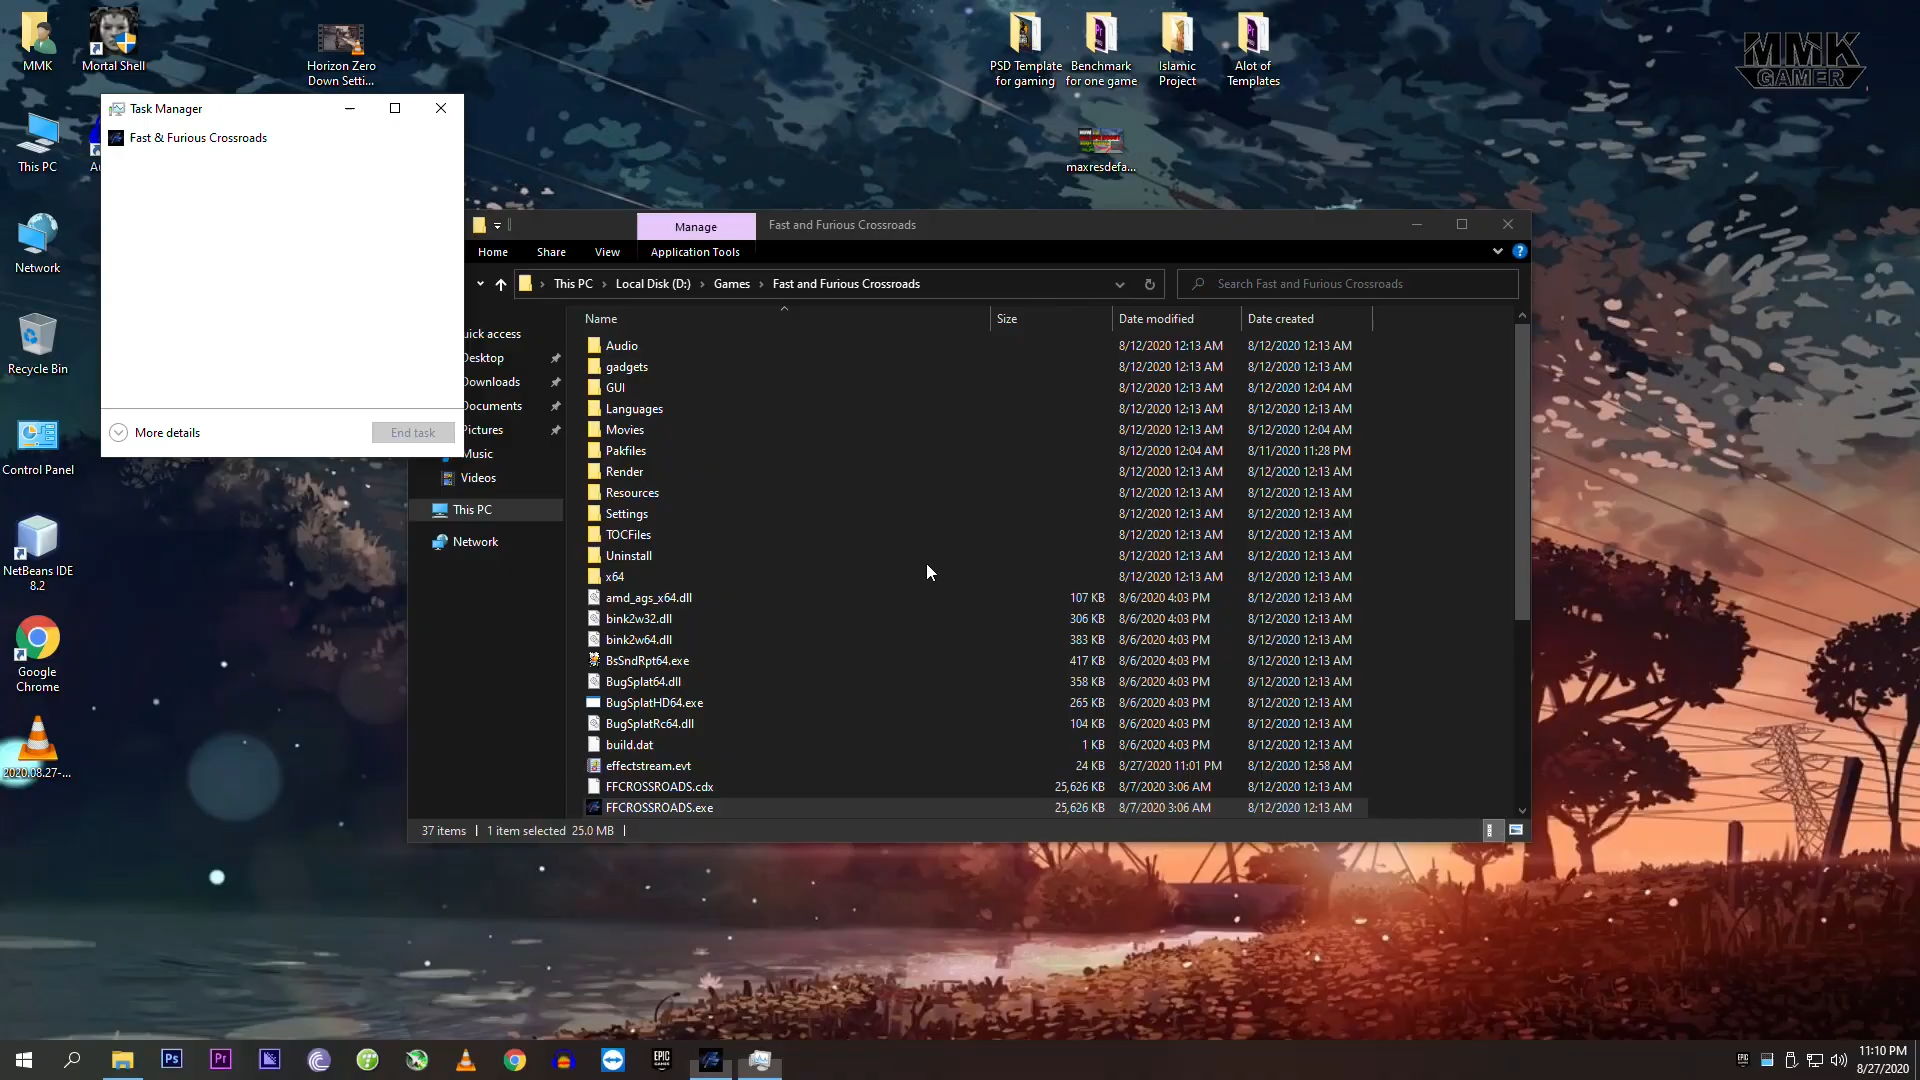 MMK
Mortal Shell
Horizon Zero
Down Setti...
PSD Template
for gaming
Benchmark
for one game
Islamic
Project
Alot of
Templates
MMK
GAMER
Task Manager
Fast & Furious Crossroads
More details
End task
This PC
maxresdefa...
Network
Recycle Bin
Control Panel
NetBeans IDE
8.2
Google
Chrome
2020.08.27-...
Manage
Fast and Furious Crossroads
Home
Share
View
Application Tools
This PC
Local Disk (D:)
Games
Fast and Furious Crossroads
Search Fast and Furious Crossroads
uick access
Desktop
Downloads
Documents
Pictures
Music
Videos
This PC
Network
Name Size Date modified Date created
Audio 8/12/2020 12:13 AM 8/12/2020 12:13 AM
gadgets 8/12/2020 12:13 AM 8/12/2020 12:13 AM
GUI 8/12/2020 12:13 AM 8/12/2020 12:04 AM
Languages 8/12/2020 12:13 AM 8/12/2020 12:13 AM
Movies 8/12/2020 12:13 AM 8/12/2020 12:04 AM
Pakfiles 8/12/2020 12:04 AM 8/11/2020 11:28 PM
Render 8/12/2020 12:13 AM 8/12/2020 12:13 AM
Resources 8/12/2020 12:13 AM 8/12/2020 12:13 AM
Settings 8/12/2020 12:13 AM 8/12/2020 12:13 AM
TOCFiles 8/12/2020 12:13 AM 8/12/2020 12:13 AM
Uninstall 8/12/2020 12:13 AM 8/12/2020 12:13 AM
x64 8/12/2020 12:13 AM 8/12/2020 12:13 AM
amd_ags_x64.dll 107 KB 8/6/2020 4:03 PM 8/12/2020 12:13 AM
bink2w32.dll 306 KB 8/6/2020 4:03 PM 8/12/2020 12:13 AM
bink2w64.dll 383 KB 8/6/2020 4:03 PM 8/12/2020 12:13 AM
BsSndRpt64.exe 417 KB 8/6/2020 4:03 PM 8/12/2020 12:13 AM
BugSplat64.dll 358 KB 8/6/2020 4:03 PM 8/12/2020 12:13 AM
BugSplatHD64.exe 265 KB 8/6/2020 4:03 PM 8/12/2020 12:13 AM
BugSplatRc64.dll 104 KB 8/6/2020 4:03 PM 8/12/2020 12:13 AM
build.dat 1 KB 8/6/2020 4:03 PM 8/12/2020 12:13 AM
effectstream.evt 24 KB 8/27/2020 11:01 PM 8/12/2020 12:58 AM
FFCROSSROADS.cdx 25,626 KB 8/7/2020 3:06 AM 8/12/2020 12:13 AM
FFCROSSROADS.exe 25,626 KB 8/7/2020 3:06 AM 8/12/2020 12:13 AM
37 items 1 item selected 25.0 MB
Ps
Pr
EPIC
GAMES
11:10 PM
8/27/2020